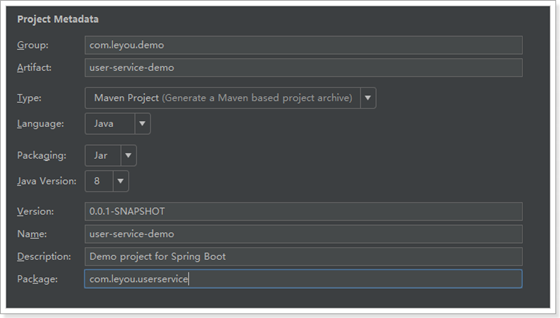 Project Metadata
Group: com.leyou.demo
Artifact: user-service-demo
Type: Maven Project (Generate a Maven based project archive)
Language: Java
Packaging: Jar
Java Version: 8
Version: 0.0.1-SNAPSHOT
Name: user-service-demo
Description: Demo project for Spring Boot
Package: com.leyou.userservice